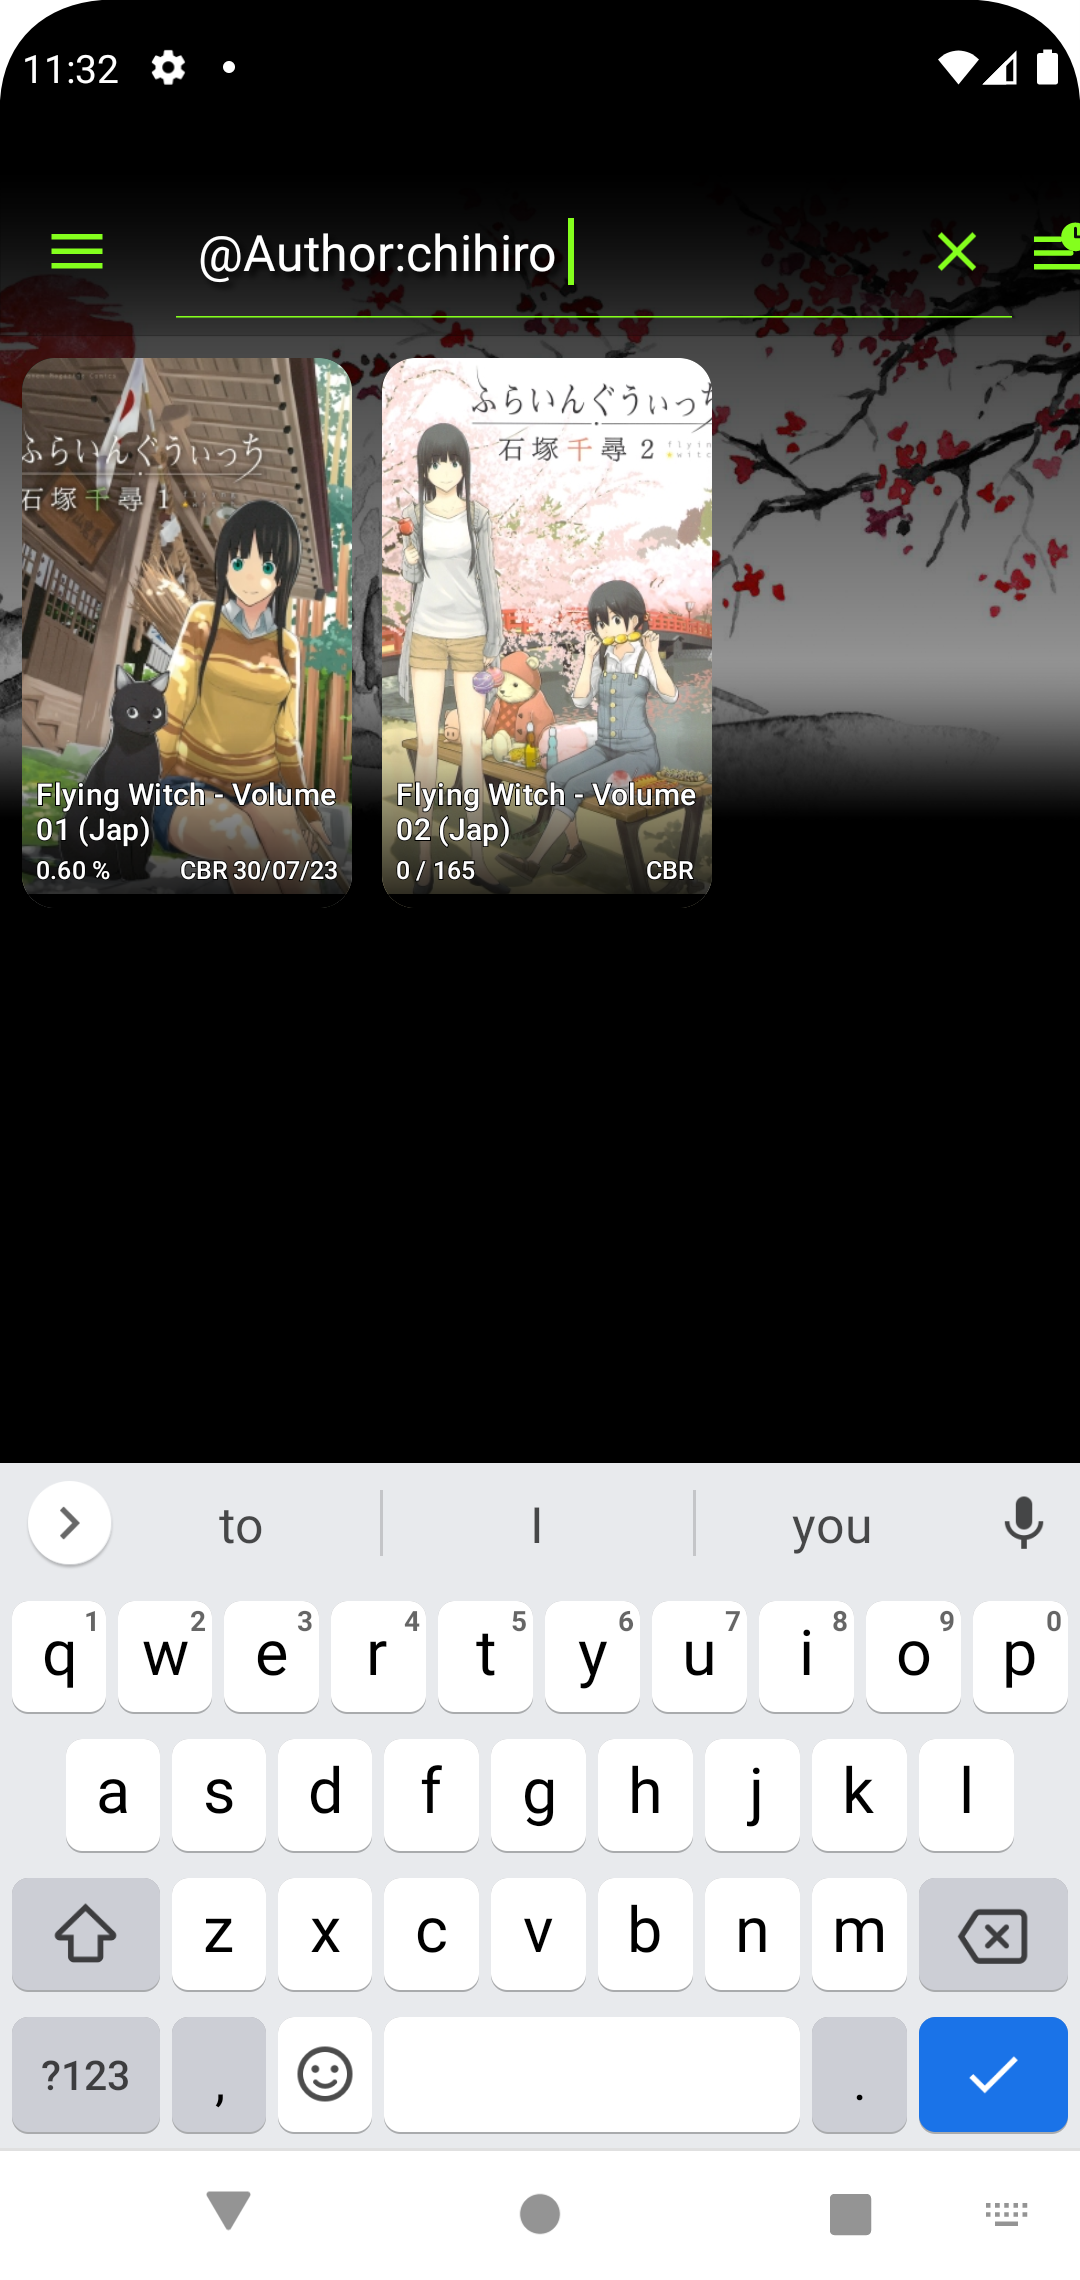 11:32
@Author:chihiro
ふらいんぐうぃっち
石塚千尋 1
Flying Witch - Volume
01 (Jap)
0.60 %
CBR 30/07/23
ふらいんぐうぃっち
石塚千尋 2
Flying Witch - Volume
02 (Jap)
0 / 165
CBR
to
I
you
q 1
w 2
e 3
r 4
t 5
y 6
u 7
i 8
o 9
p 0
a s d f g h j k l
z x c v b n m
?123
,
.